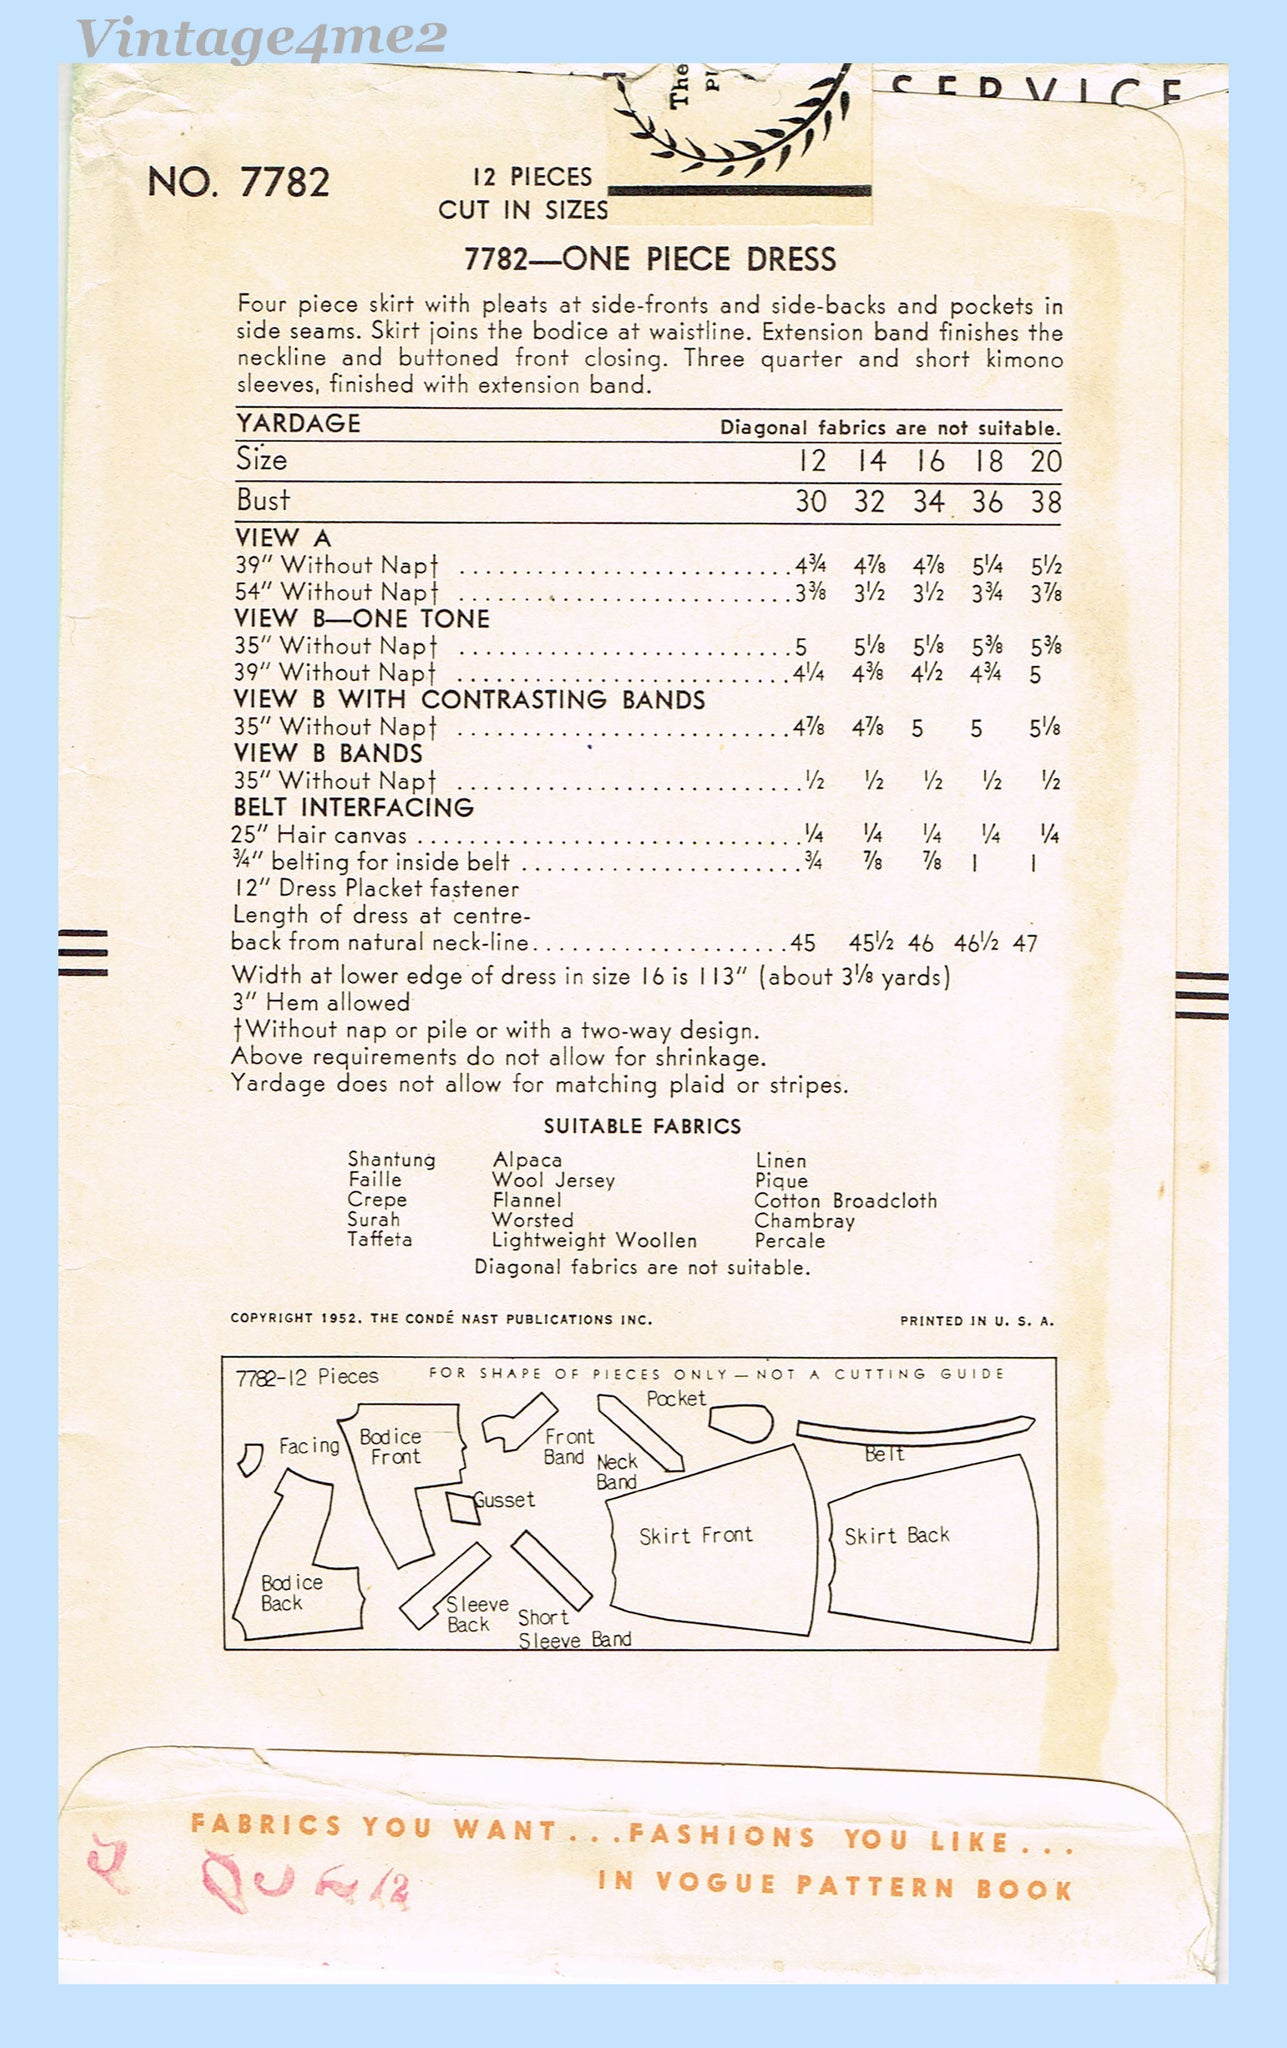 Vintage4me2
The
Pl
SERVICE
NO. 7782
12 PIECES
CUT IN SIZES
7782—ONE PIECE DRESS
Four piece skirt with pleats at side-fronts and side-backs and pockets in
side seams. Skirt joins the bodice at waistline. Extension band finishes the
neckline and buttoned front closing. Three quarter and short kimono
sleeves, finished with extension band.
YARDAGE Diagonal fabrics are not suitable.
Size 12 14 16 18 20
Bust 30 32 34 36 38
VIEW A
39" Without Nap† ..........................4¾ 4⅞ 4⅞ 5¼ 5½
54" Without Nap† ..........................3⅜ 3½ 3½ 3¾ 3⅞
VIEW B—ONE TONE
35" Without Nap† ..........................5 5⅛ 5⅛ 5⅜ 5⅜
39" Without Nap† ..........................4¼ 4⅜ 4½ 4¾ 5
VIEW B WITH CONTRASTING BANDS
35" Without Nap† ..........................4⅞ 4⅞ 5 5 5⅛
VIEW B BANDS
35" Without Nap† ..........................½ ½ ½ ½ ½
BELT INTERFACING
25" Hair canvas ..............................¼ ¼ ¼ ¼ ¼
¾" belting for inside belt ......................¾ ⅞ ⅞ 1 1
12" Dress Placket fastener
Length of dress at centre-
back from natural neck-line....................45 45½ 46 46½ 47
Width at lower edge of dress in size 16 is 113" (about 3⅛ yards)
3" Hem allowed
†Without nap or pile or with a two-way design.
Above requirements do not allow for shrinkage.
Yardage does not allow for matching plaid or stripes.
SUITABLE FABRICS
Shantung Alpaca Linen
Faille Wool Jersey Pique
Crepe Flannel Cotton Broadcloth
Surah Worsted Chambray
Taffeta Lightweight Woollen Percale
Diagonal fabrics are not suitable.
COPYRIGHT 1952. THE CONDÉ NAST PUBLICATIONS INC. PRINTED IN U. S. A.
7782-12 Pieces FOR SHAPE OF PIECES ONLY—NOT A CUTTING GUIDE
Pocket
Facing
Bodice
Front
Front
Band
Neck
Band
Belt
Gusset
Skirt Front
Skirt Back
Bodice
Back
Sleeve
Back
Short
Sleeve Band
FABRICS YOU WANT...FASHIONS YOU LIKE...
IN VOGUE PATTERN BOOK